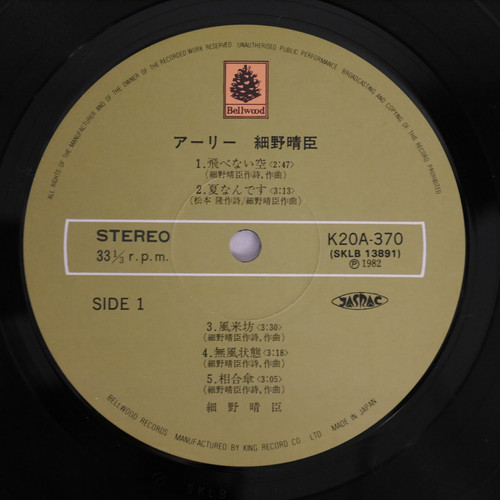 ALL RIGHTS OF THE MANUFACTURER AND OF THE OWNER OF THE RECORDED WORK RESERVED. UNAUTHORISED PUBLIC PERFORMANCE, BROADCASTING AND COPYING OF THE KING RECORD PROHIBITED
Bellwood
アーリー 細野晴臣
1.飛べない空〈2:47〉
(細野晴臣作詩,作曲)
2.夏なんです〈3:13〉
(松本 隆作詩/細野晴臣作曲)
STEREO
33 1/3 r.p.m.
K20A-370
(SKLB 13891)
Ⓟ 1982
SIDE 1
JASRAC
3.風来坊〈3:30〉
(細野晴臣作詩,作曲)
4.無風状態〈3:18〉
(細野晴臣作詩,作曲)
5.相合傘〈3:05〉
(細野晴臣作詩,作曲)
細野晴臣
BELLWOOD RECORDS MANUFACTURED BY KING RECORD CO., LTD. MADE IN JAPAN